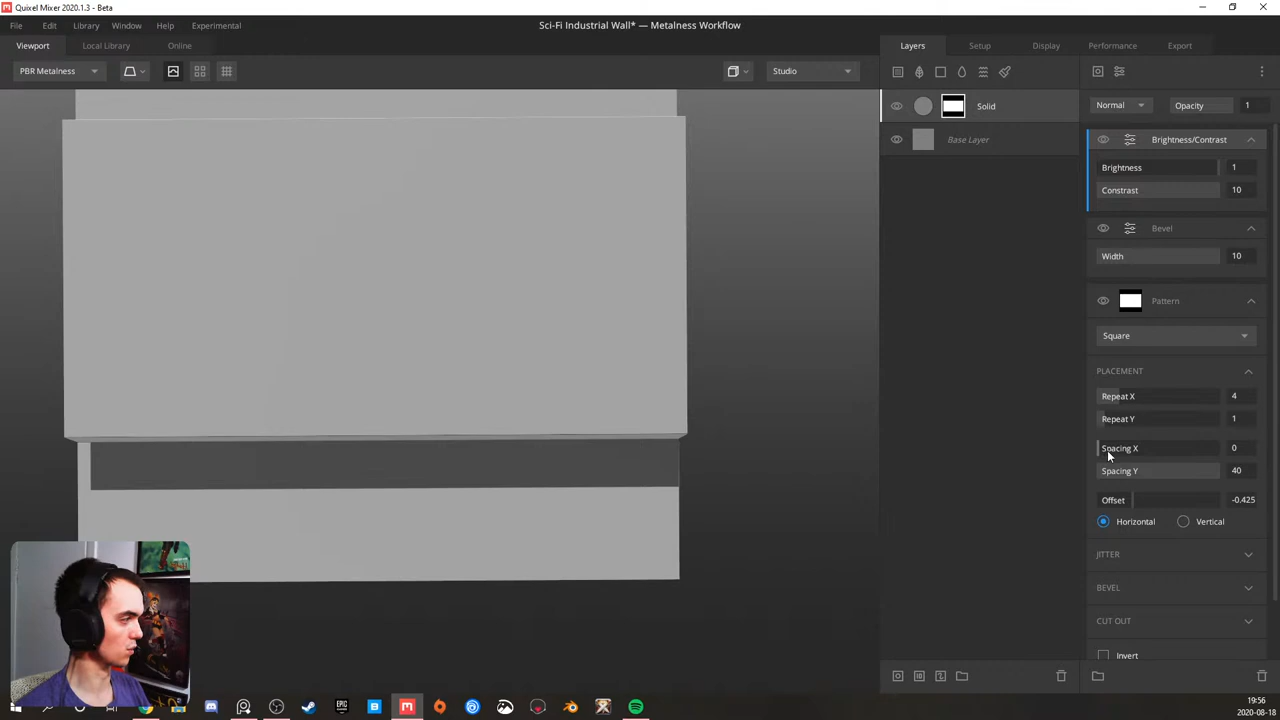 Quixel Mixer 2020.1.3 - Beta
File Edit Library Window Help Experimental
Sci-Fi Industrial Wall* — Metalness Workflow
Viewport Local Library Online
Layers Setup Display Performance Export
PBR Metalness
Studio
Normal Opacity 1
Solid
Base Layer
Brightness/Contrast
Brightness 1
Constrast 10
Bevel
Width 10
Pattern
Square
PLACEMENT
Repeat X 4
Repeat Y 1
Spacing X 0
Spacing Y 40
Offset -0.425
Horizontal Vertical
JITTER
BEVEL
CUT OUT
Invert
EPIC
19:56
2020-08-18